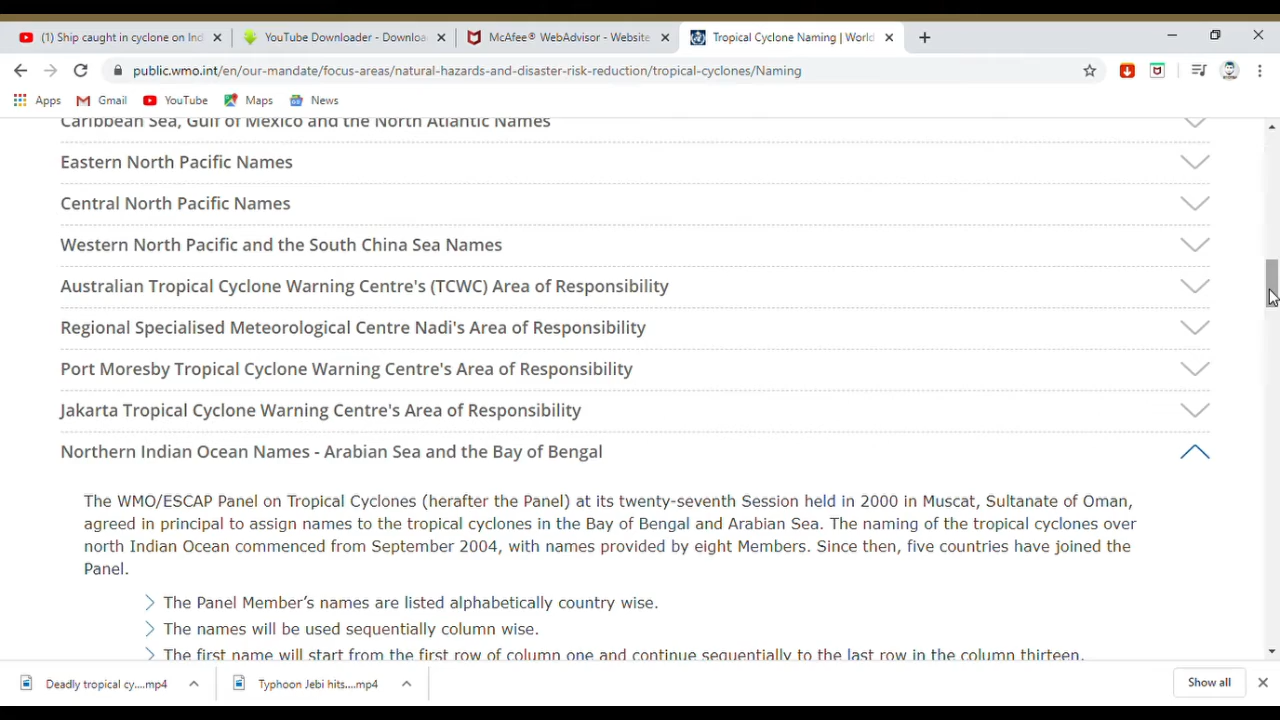 (1) Ship caught in cyclone on Ind
YouTube Downloader - Downloa
McAfee® WebAdvisor - Website
Tropical Cyclone Naming | World
public.wmo.int/en/our-mandate/focus-areas/natural-hazards-and-disaster-risk-reduction/tropical-cyclones/Naming
Apps
Gmail
YouTube
Maps
News
Caribbean Sea, Gulf of Mexico and the North Atlantic Names
Eastern North Pacific Names
Central North Pacific Names
Western North Pacific and the South China Sea Names
Australian Tropical Cyclone Warning Centre's (TCWC) Area of Responsibility
Regional Specialised Meteorological Centre Nadi's Area of Responsibility
Port Moresby Tropical Cyclone Warning Centre's Area of Responsibility
Jakarta Tropical Cyclone Warning Centre's Area of Responsibility
Northern Indian Ocean Names - Arabian Sea and the Bay of Bengal
The WMO/ESCAP Panel on Tropical Cyclones (herafter the Panel) at its twenty-seventh Session held in 2000 in Muscat, Sultanate of Oman,
agreed in principal to assign names to the tropical cyclones in the Bay of Bengal and Arabian Sea. The naming of the tropical cyclones over
north Indian Ocean commenced from September 2004, with names provided by eight Members. Since then, five countries have joined the
Panel.
The Panel Member's names are listed alphabetically country wise.
The names will be used sequentially column wise.
The first name will start from the first row of column one and continue sequentially to the last row in the column thirteen.
Deadly tropical cy....mp4
Typhoon Jebi hits....mp4
Show all